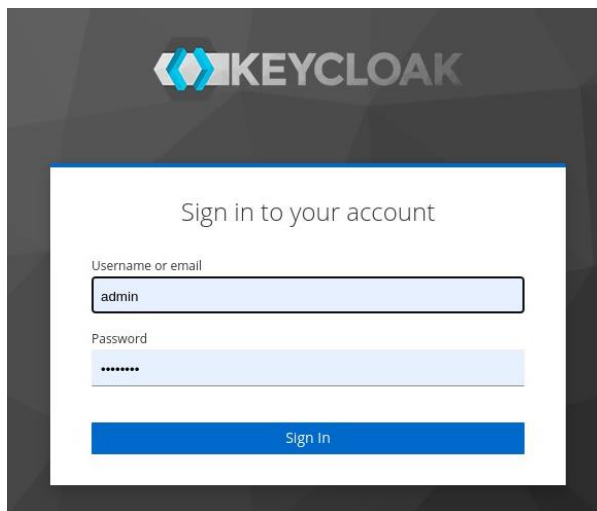 KEYCLOAK
Sign in to your account
Username or email
admin
Password
••••••••
Sign In